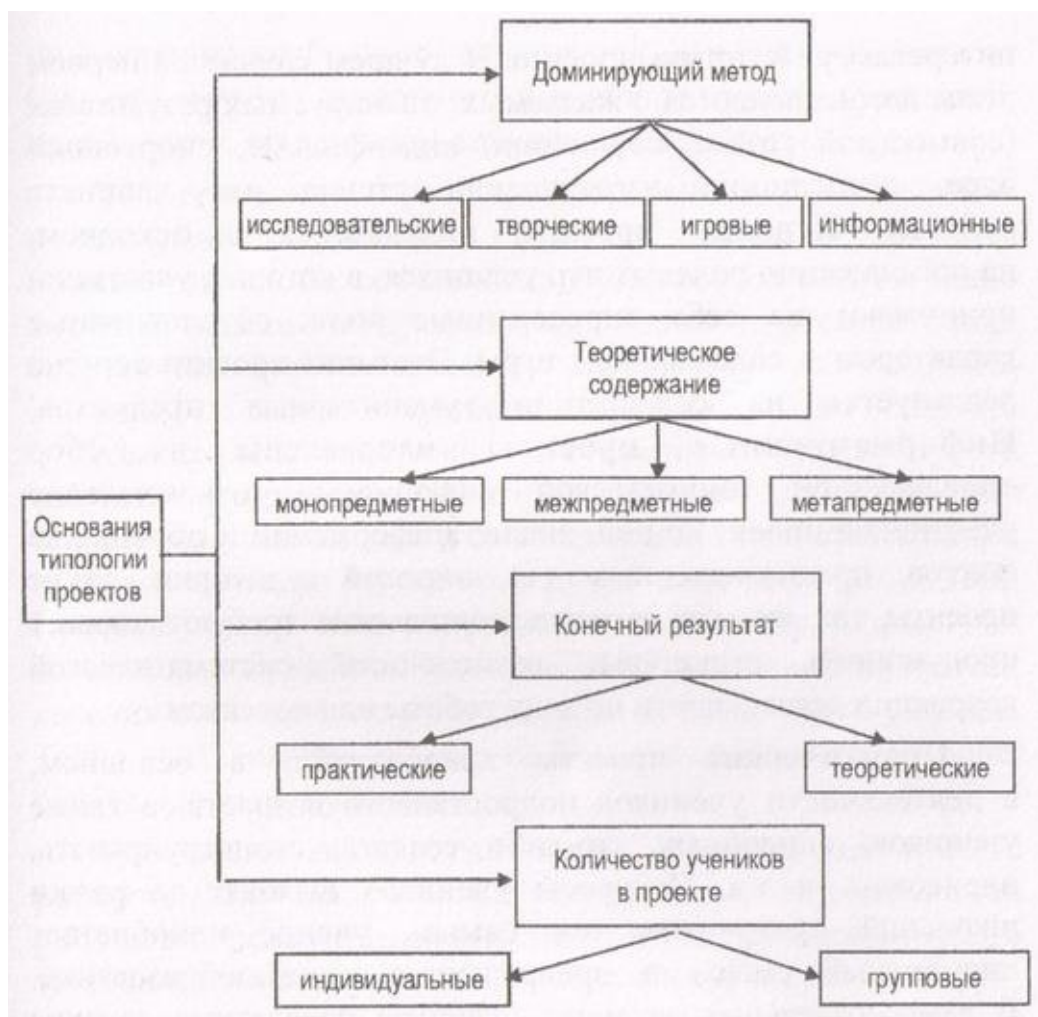 Доминирующий метод
исследовательские
творческие
игровые
информационные
Теоретическое
содержание
монопредметные
межпредметные
метапредметные
Основания
типологии
проектов
Конечный результат
практические
теоретические
Количество учеников
в проекте
индивидуальные
групповые